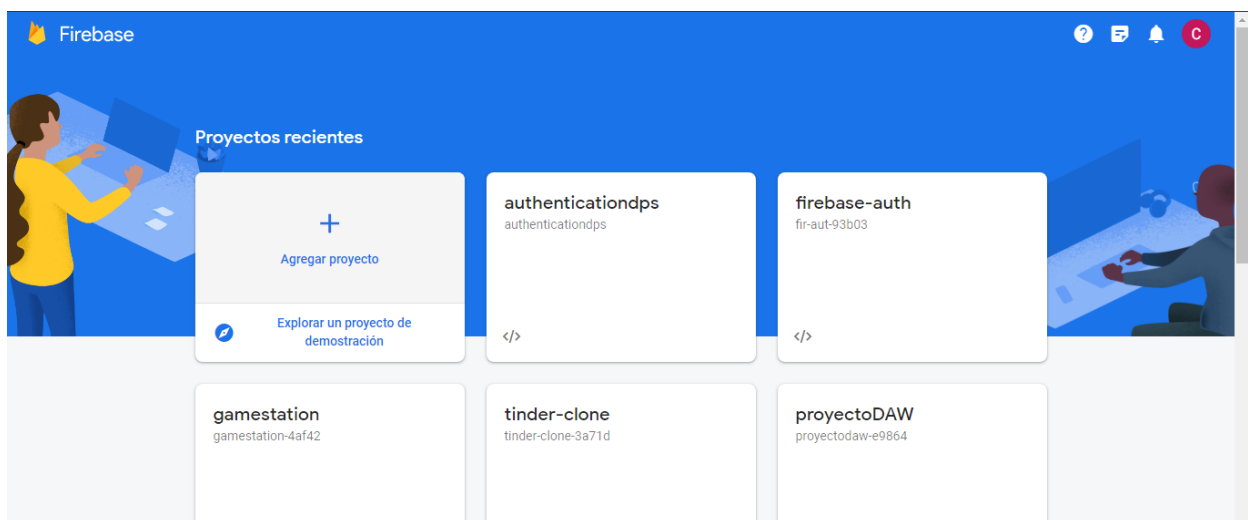 Firebase
C
Proyectos recientes
Agregar proyecto
Explorar un proyecto de
demostración
authenticationdps
authenticationdps
</>
firebase-auth
fir-aut-93b03
</>
gamestation
gamestation-4af42
tinder-clone
tinder-clone-3a71d
proyectoDAW
proyectodaw-e9864